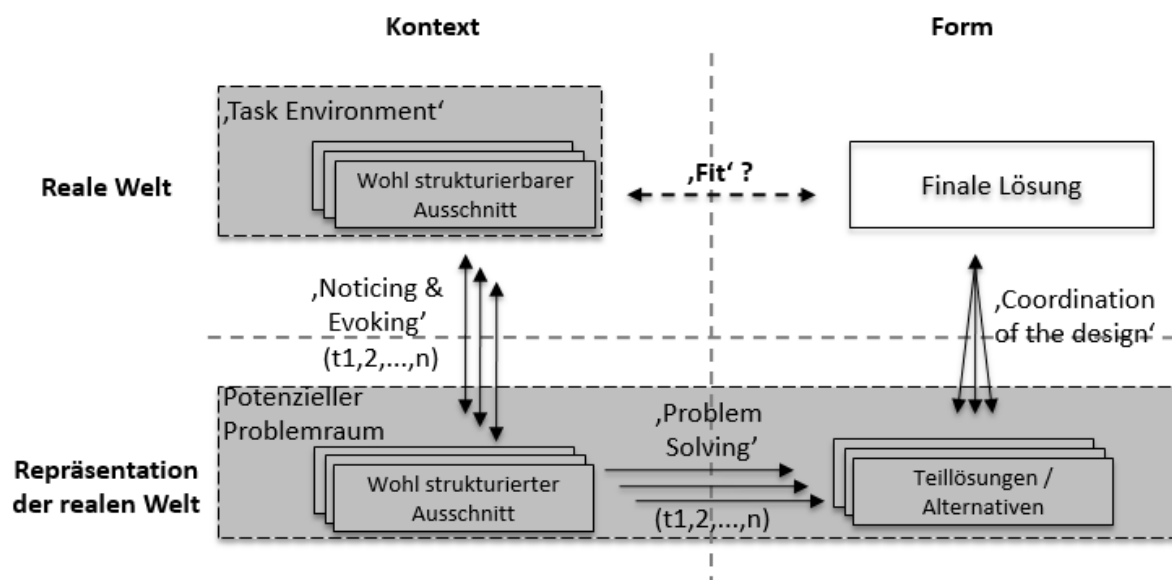 Kontext
Form
‚Task Environment‘
Wohl strukturierbarer
Ausschnitt
Reale Welt
‚Fit‘ ?
Finale Lösung
‚Noticing &
Evoking’
(t1,2,...,n)
‚Coordination
of the design‘
Potenzieller
Problemraum
‚Problem
Solving’
Repräsentation
der realen Welt
Wohl strukturierter
Ausschnitt
(t1,2,...,n)
Teillösungen /
Alternativen